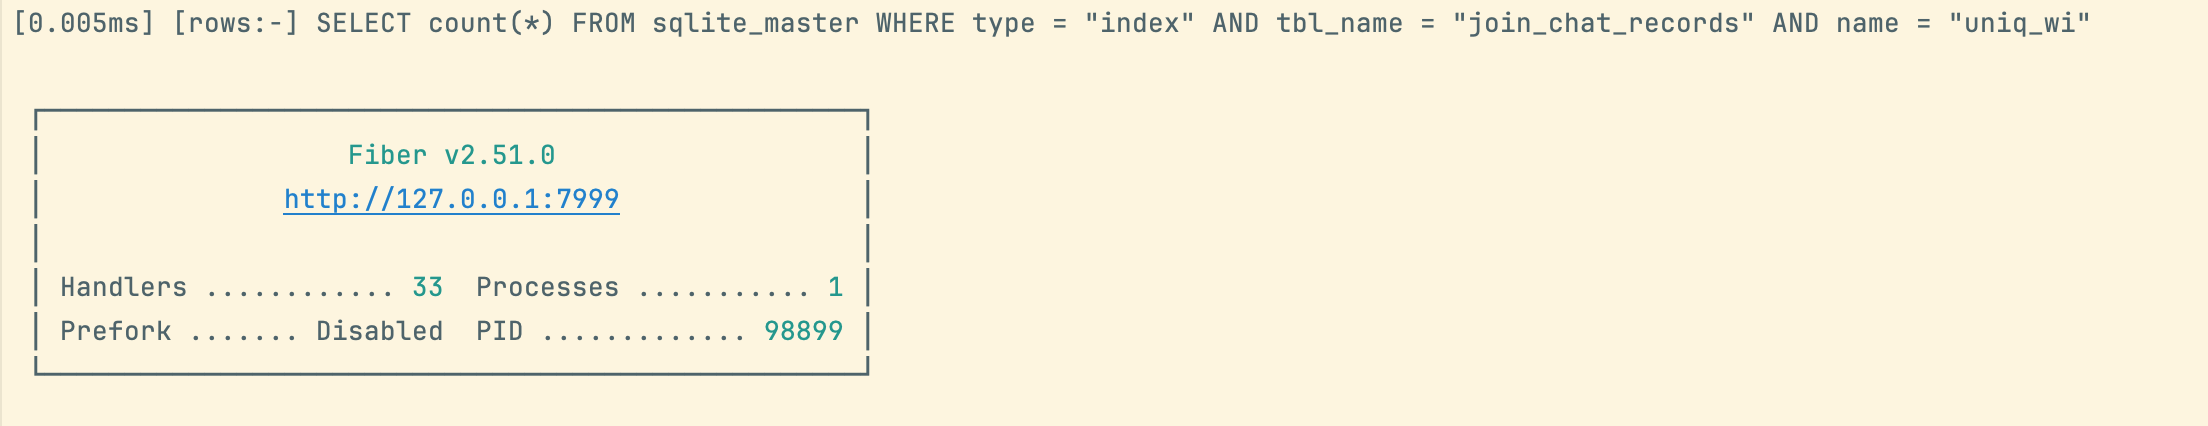 [0.005ms] [rows:-] SELECT count(*) FROM sqlite_master WHERE type = "index" AND tbl_name = "join_chat_records" AND name = "uniq_wi"
Fiber v2.51.0
http://127.0.0.1:7999
Handlers ............ 33  Processes ........... 1
Prefork ....... Disabled  PID ............. 98899